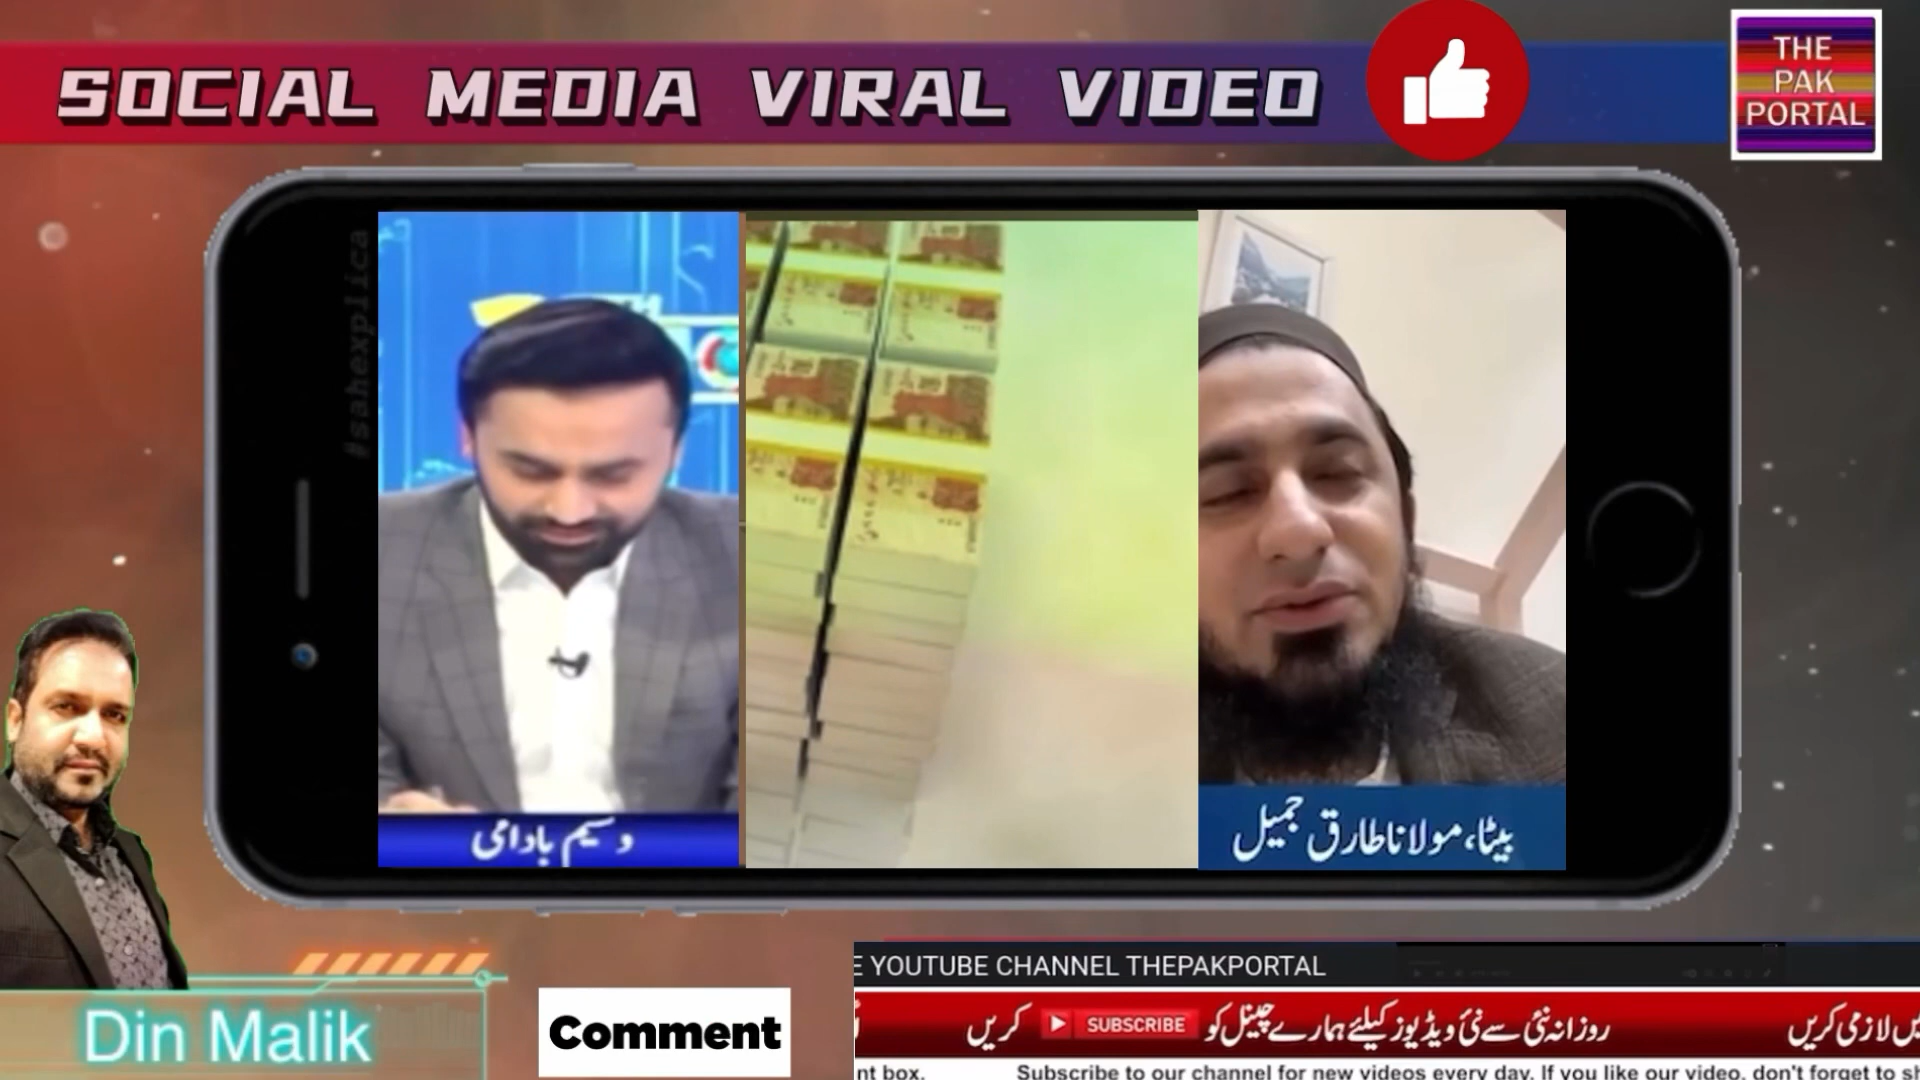 SOCIAL MEDIA VIRAL VIDEO
THE
PAK
PORTAL
#sahexplica
وسیم بادامی
بیٹا، مولانا طارق جمیل
Din Malik
Comment
E YOUTUBE CHANNEL THEPAKPORTAL
روزانہ نئی سے نئی ویڈیوز کیلئے ہمارے چینل کو SUBSCRIBE کریں
لازمی کریں
nt box. Subscribe to our channel for new videos every day. If you like our video, don't forget to sh